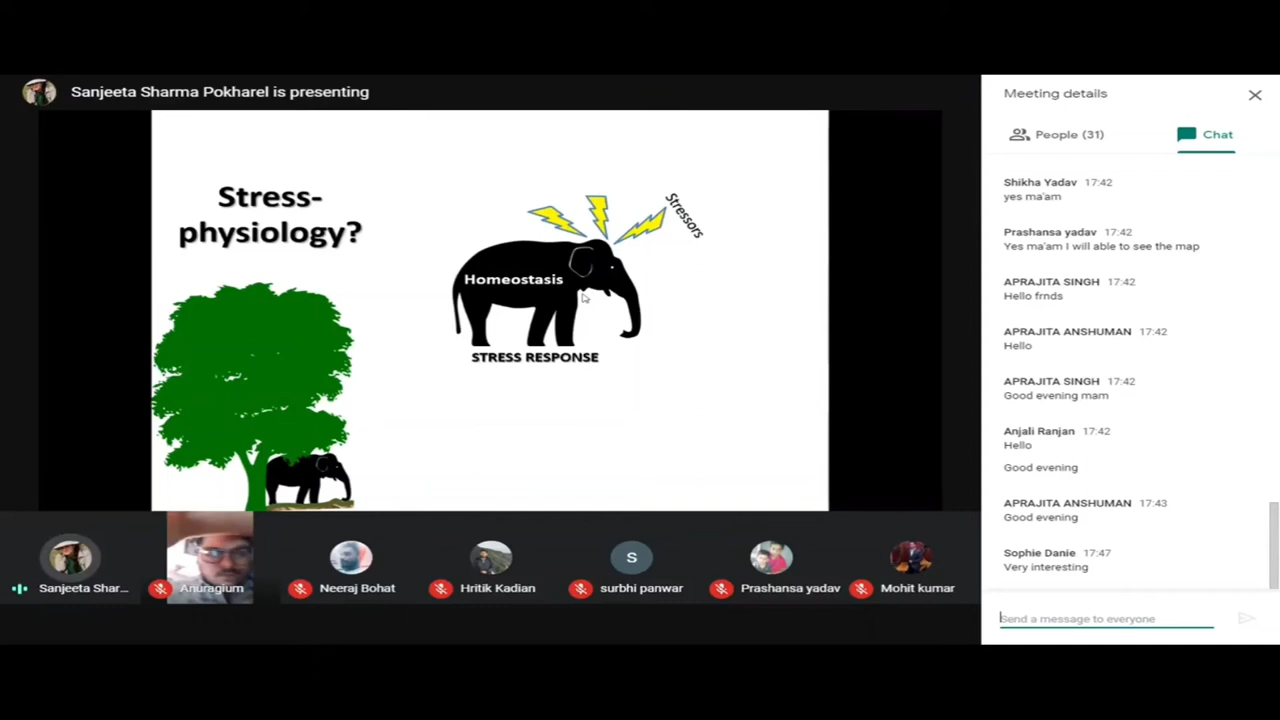 Sanjeeta Sharma Pokharel is presenting
Stress-
physiology?
Stressors
Homeostasis
STRESS RESPONSE
Sanjeeta Shar...
Anuragium
Neeraj Bohat
Hritik Kadian
S
surbhi panwar
Prashansa yadav
Mohit kumar
Meeting details
People (31)
Chat
Shikha Yadav 17:42
yes ma'am
Prashansa yadav 17:42
Yes ma'am I will able to see the map
APRAJITA SINGH 17:42
Hello frnds
APRAJITA ANSHUMAN 17:42
Hello
APRAJITA SINGH 17:42
Good evening mam
Anjali Ranjan 17:42
Hello
Good evening
APRAJITA ANSHUMAN 17:43
Good evening
Sophie Danie 17:47
Very interesting
Send a message to everyone